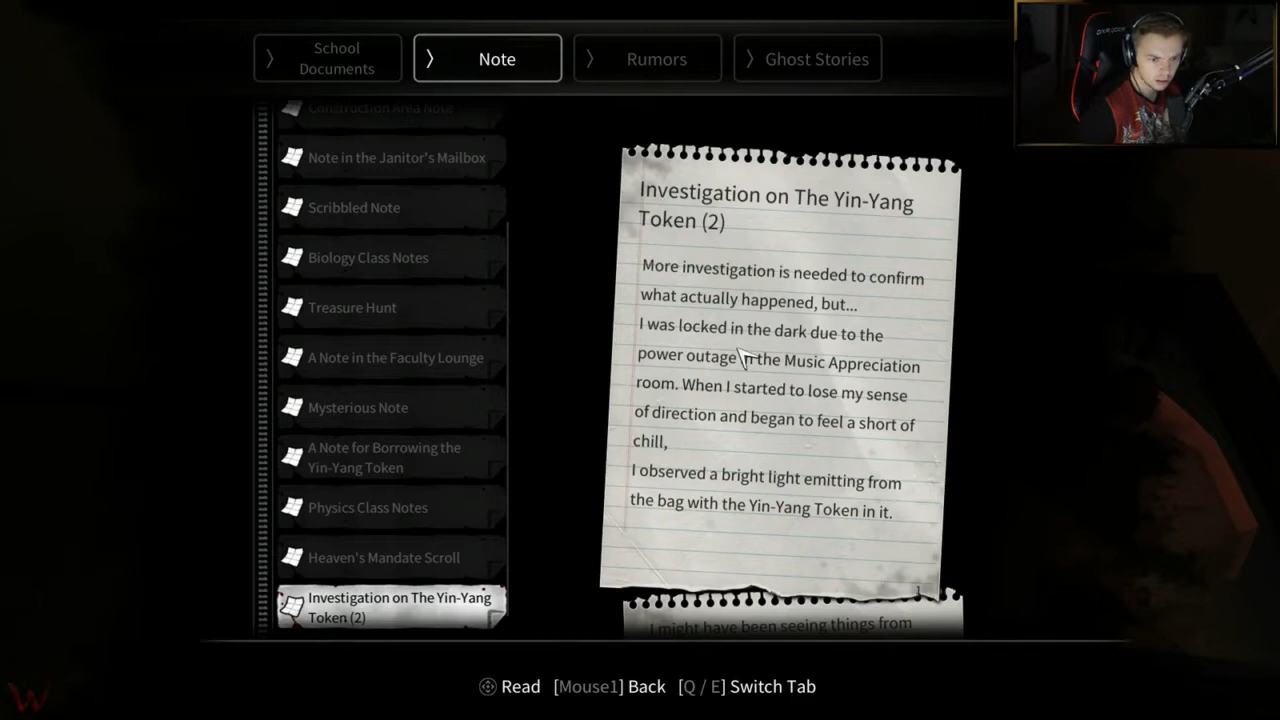 School
Documents
Note
Rumors
Ghost Stories
Construction Area Note
Note in the Janitor's Mailbox
Scribbled Note
Biology Class Notes
Treasure Hunt
A Note in the Faculty Lounge
Mysterious Note
A Note for Borrowing the
Yin-Yang Token
Physics Class Notes
Heaven's Mandate Scroll
Investigation on The Yin-Yang
Token (2)
Investigation on The Yin-Yang
Token (2)
More investigation is needed to confirm
what actually happened, but...
I was locked in the dark due to the
power outage in the Music Appreciation
room. When I started to lose my sense
of direction and began to feel a short of
chill,
I observed a bright light emitting from
the bag with the Yin-Yang Token in it.
1
I might have been seeing things from
Read [Mouse1] Back [Q / E] Switch Tab
W